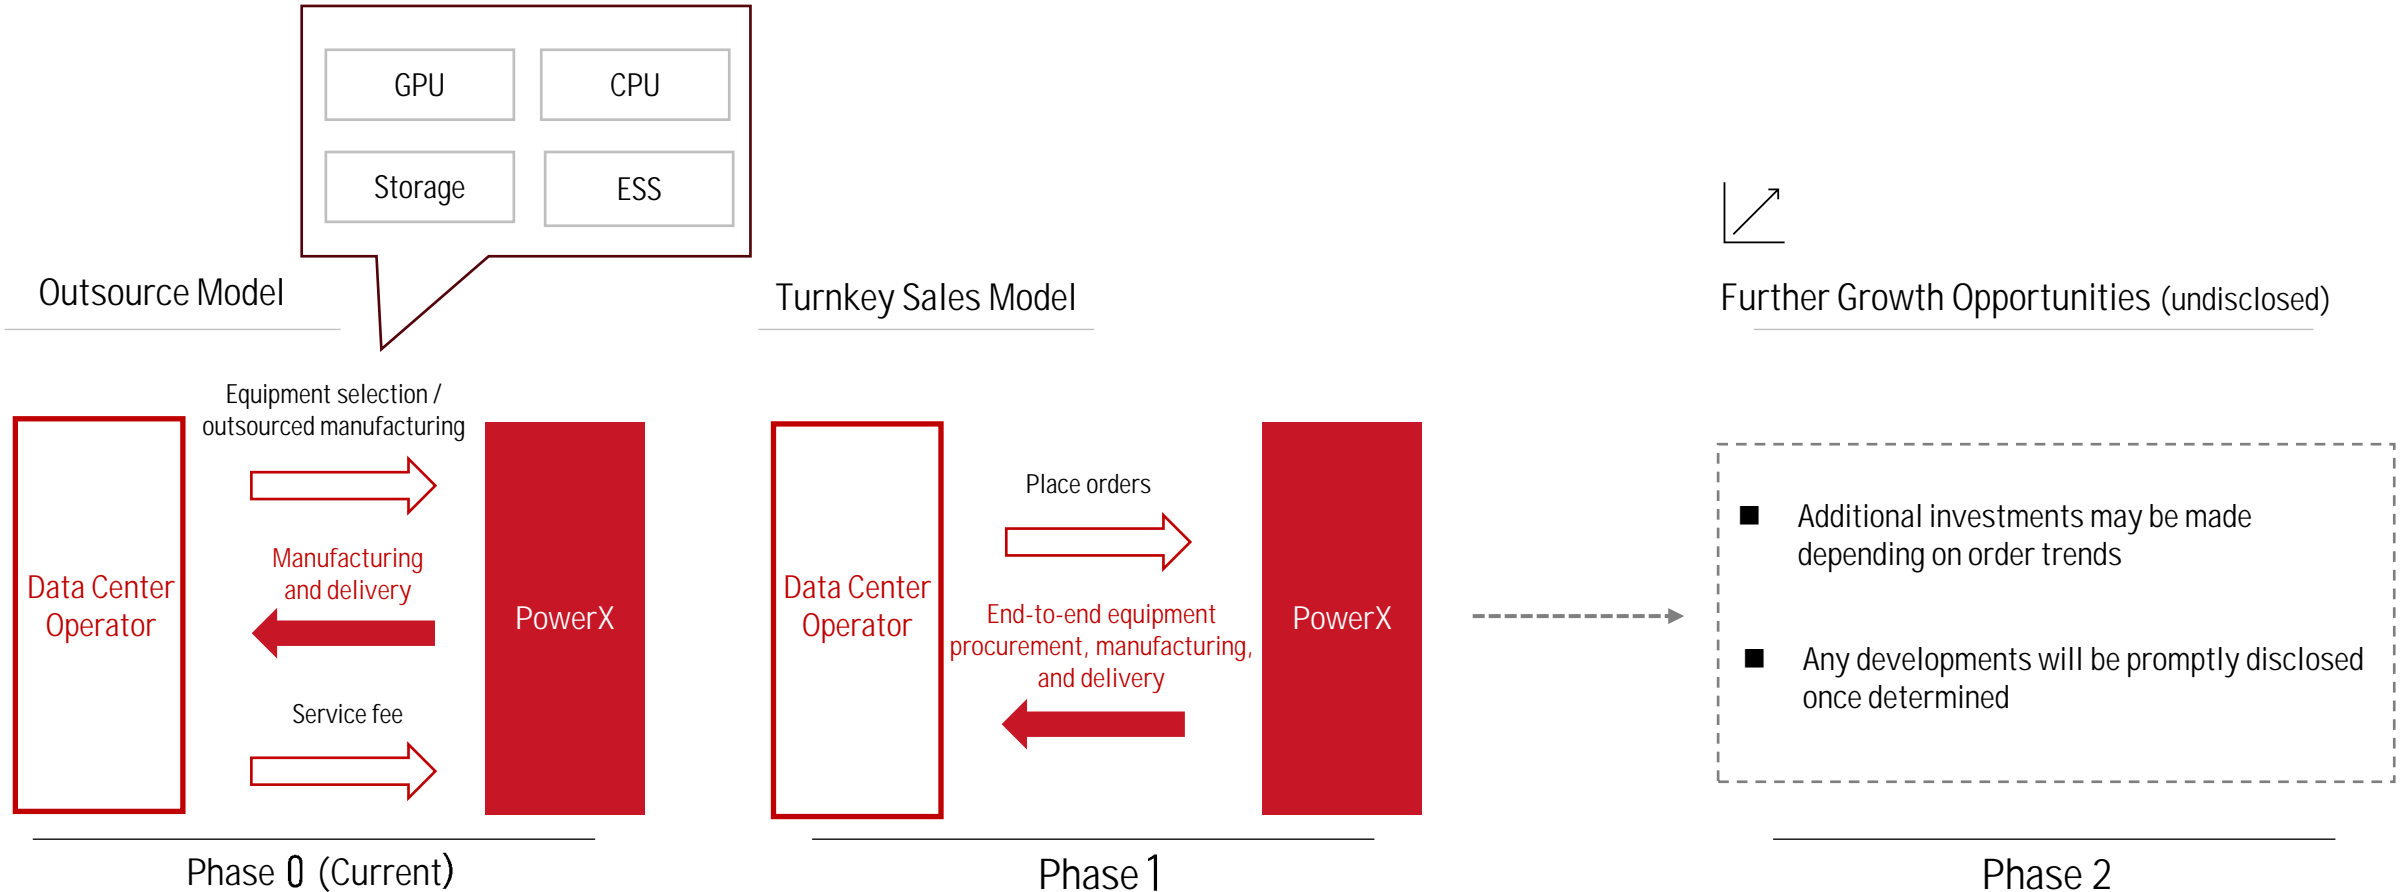 GPU
CPU
Storage
ESS
Outsource Model
Equipment selection /
outsourced manufacturing
Data Center
Operator
Manufacturing
and delivery
PowerX
Service fee
Phase 0 (Current)
Turnkey Sales Model
Data Center
Operator
Place orders
End-to-end equipment
procurement, manufacturing,
and delivery
PowerX
Phase 1
Further Growth Opportunities (undisclosed)
■ Additional investments may be made
depending on order trends
■ Any developments will be promptly disclosed
once determined
Phase 2